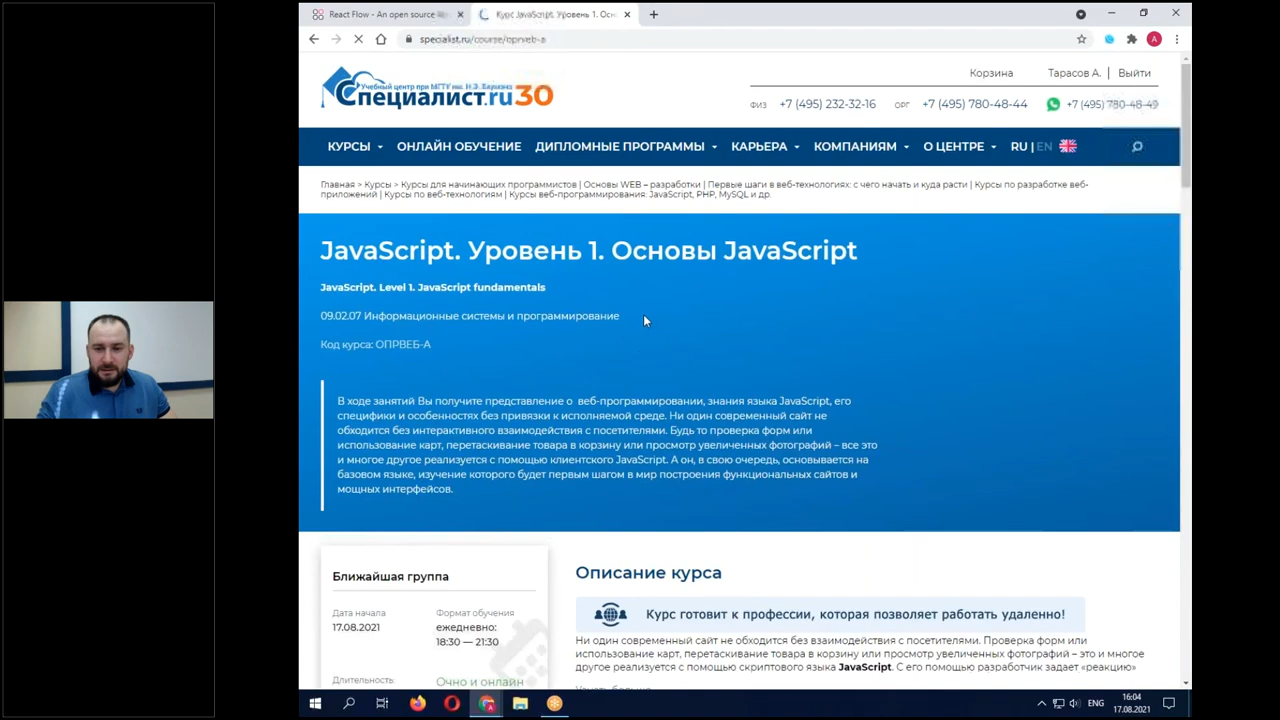 React Flow - An open source
Курс JavaScript. Уровень 1. Осн
specialist.ru/course/oprveb-a
Учебный центр при МГТУ им. Н.Э. Баумана
Специалист.ru 30
Корзина
Тарасов А. | Выйти
ФИЗ +7 (495) 232-32-16 ОРГ +7 (495) 780-48-44 +7 (495) 780-48-49
КУРСЫ ОНЛАЙН ОБУЧЕНИЕ ДИПЛОМНЫЕ ПРОГРАММЫ КАРЬЕРА КОМПАНИЯМ О ЦЕНТРЕ RU | EN
Главная > Курсы > Курсы для начинающих программистов | Основы WEB – разработки | Первые шаги в веб-технологиях: с чего начать и куда расти | Курсы по разработке веб-
приложений | Курсы по веб-технологиям | Курсы веб-программирования: JavaScript, PHP, MySQL и др.
JavaScript. Уровень 1. Основы JavaScript
JavaScript. Level 1. JavaScript fundamentals
09.02.07 Информационные системы и программирование
Код курса: ОПРВЕБ-А
В ходе занятий Вы получите представление о веб-программировании, знания языка JavaScript, его
специфики и особенностях без привязки к исполняемой среде. Ни один современный сайт не
обходится без интерактивного взаимодействия с посетителями. Будь то проверка форм или
использование карт, перетаскивание товара в корзину или просмотр увеличенных фотографий – все это
и многое другое реализуется с помощью клиентского JavaScript. А он, в свою очередь, основывается на
базовом языке, изучение которого будет первым шагом в мир построения функциональных сайтов и
мощных интерфейсов.
Ближайшая группа
Дата начала
17.08.2021
Формат обучения
ежедневно:
18:30 — 21:30
Длительность:
Очно и онлайн
Описание курса
Курс готовит к профессии, которая позволяет работать удаленно!
Ни один современный сайт не обходится без взаимодействия с посетителями. Проверка форм или
использование карт, перетаскивание товара в корзину или просмотр увеличенных фотографий – это и многое
другое реализуется с помощью скриптового языка JavaScript. С его помощью разработчик задает «реакцию»
Узнать больше
ENG
16:04
17.08.2021